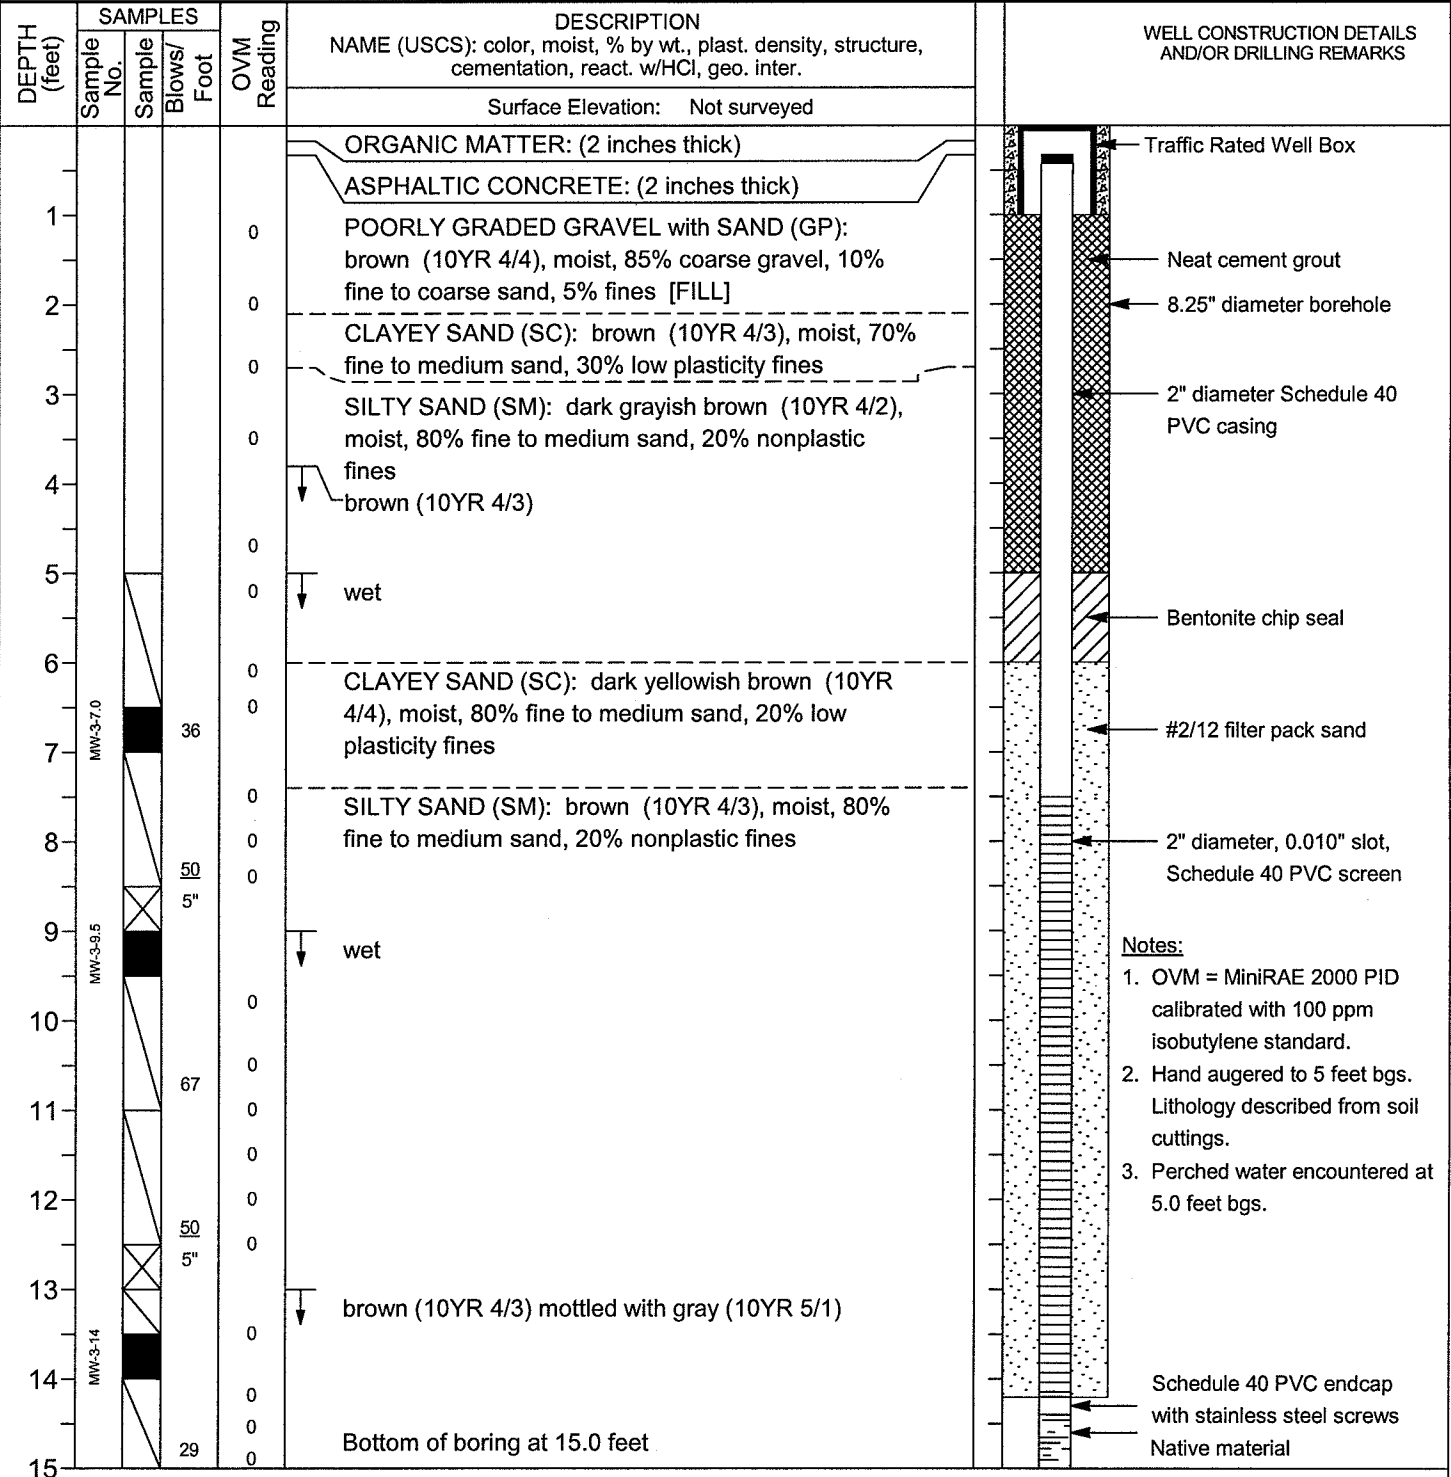 DEPTH (feet)
SAMPLES
Sample No.
Sample
Blows/ Foot
OVM Reading
DESCRIPTION
NAME (USCS): color, moist, % by wt., plast. density, structure,
cementation, react. w/HCl, geo. inter.
Surface Elevation: Not surveyed
WELL CONSTRUCTION DETAILS
AND/OR DRILLING REMARKS
ORGANIC MATTER: (2 inches thick)
Traffic Rated Well Box
ASPHALTIC CONCRETE: (2 inches thick)
1
0
POORLY GRADED GRAVEL with SAND (GP):
brown (10YR 4/4), moist, 85% coarse gravel, 10%
fine to coarse sand, 5% fines [FILL]
Neat cement grout
2
0
8.25" diameter borehole
CLAYEY SAND (SC): brown (10YR 4/3), moist, 70%
fine to medium sand, 30% low plasticity fines
0
3
SILTY SAND (SM): dark grayish brown (10YR 4/2),
moist, 80% fine to medium sand, 20% nonplastic
fines
0
2" diameter Schedule 40
PVC casing
4
brown (10YR 4/3)
0
5
0
wet
Bentonite chip seal
6
0
CLAYEY SAND (SC): dark yellowish brown (10YR
4/4), moist, 80% fine to medium sand, 20% low
plasticity fines
0
MW-3-7.0
36
#2/12 filter pack sand
7
0
SILTY SAND (SM): brown (10YR 4/3), moist, 80%
fine to medium sand, 20% nonplastic fines
8
0
2" diameter, 0.010" slot,
Schedule 40 PVC screen
50
5"
0
9
MW-3-9.5
wet
Notes:
1. OVM = MiniRAE 2000 PID
calibrated with 100 ppm
isobutylene standard.
2. Hand augered to 5 feet bgs.
Lithology described from soil
cuttings.
3. Perched water encountered at
5.0 feet bgs.
0
10
0
67
11
0
0
12
0
50
5"
0
13
brown (10YR 4/3) mottled with gray (10YR 5/1)
0
MW-3-14
14
0
Schedule 40 PVC endcap
with stainless steel screws
Native material
0
29
0
Bottom of boring at 15.0 feet
15